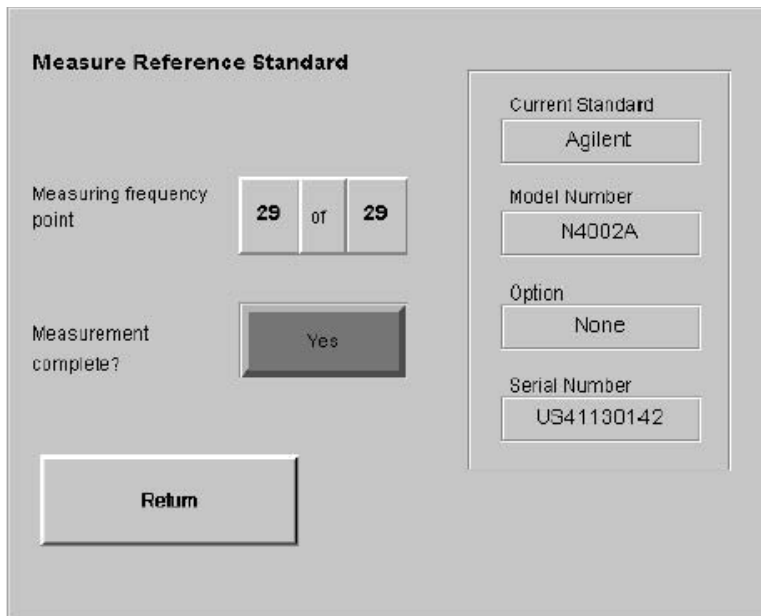 Measure Reference Standard
Measuring frequency
point
29 of 29
Measurement
complete?
Yes
Return
Current Standard
Agilent
Model Number
N4002A
Option
None
Serial Number
US41130142